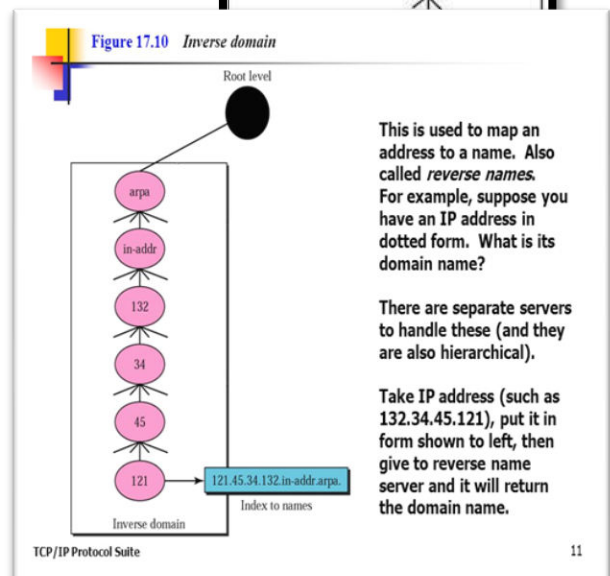 Figure 17.10 Inverse domain
Root level
arpa
in-addr
132
34
45
121
121.45.34.132.in-addr.arpa.
Index to names
Inverse domain
This is used to map an
address to a name. Also
called reverse names.
For example, suppose you
have an IP address in
dotted form. What is its
domain name?
There are separate servers
to handle these (and they
are also hierarchical).
Take IP address (such as
132.34.45.121), put it in
form shown to left, then
give to reverse name
server and it will return
the domain name.
TCP/IP Protocol Suite
11